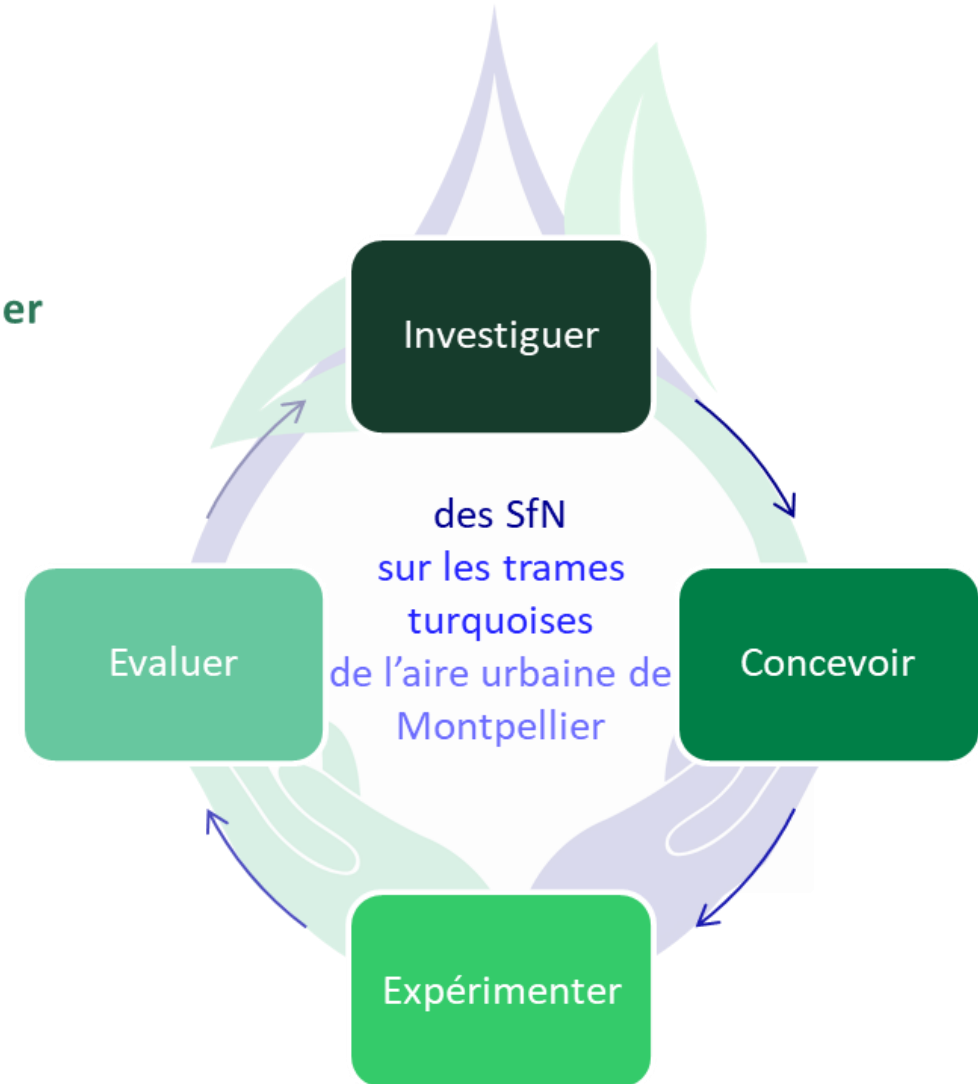 er
Investiguer
des SfN
sur les trames
turquoises
de l’aire urbaine de
Montpellier
Evaluer
Concevoir
Expérimenter